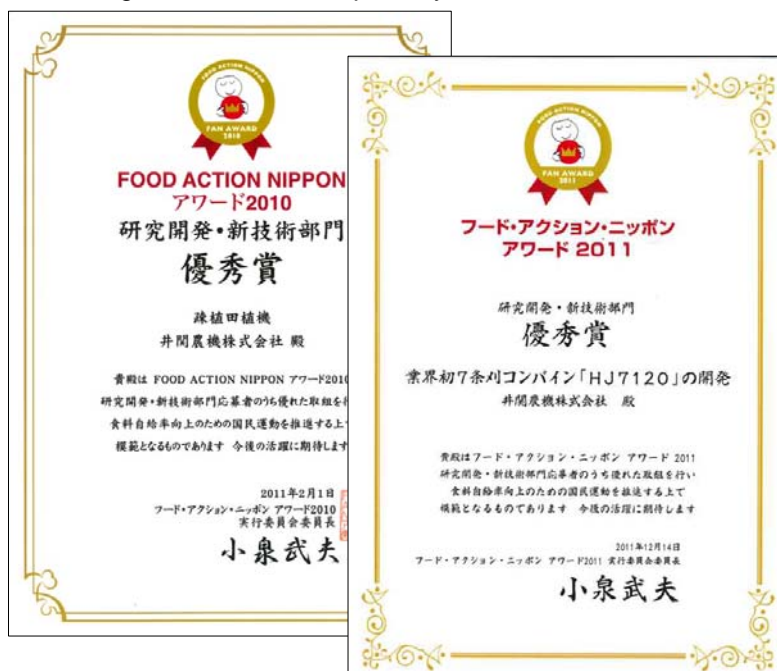 FOOD ACTION NIPPON
FAN AWARD
2010
FOOD ACTION NIPPON
アワード2010
研究開発・新技術部門
優秀賞
疎植田植機
井関農機株式会社 殿
貴殿は FOOD ACTION NIPPON アワード2010
研究開発・新技術部門応募者のうち優れた取組を行
食料自給率向上のための国民運動を推進する上で
模範となるものであります 今後の活躍に期待します
2011年2月1日
フード・アクション・ニッポン アワード2010
実行委員会委員長
小泉武夫
FOOD ACTION NIPPON
FAN AWARD
2011
フード・アクション・ニッポン
アワード 2011
研究開発・新技術部門
優秀賞
業界初7条刈コンバイン「HJ7120」の開発
井関農機株式会社 殿
貴殿はフード・アクション・ニッポン アワード 2011
研究開発・新技術部門応募者のうち優れた取組を行い
食料自給率向上のための国民運動を推進する上で
模範となるものであります 今後の活躍に期待します
2011年12月14日
フード・アクション・ニッポン アワード2011 実行委員会委員長
小泉武夫